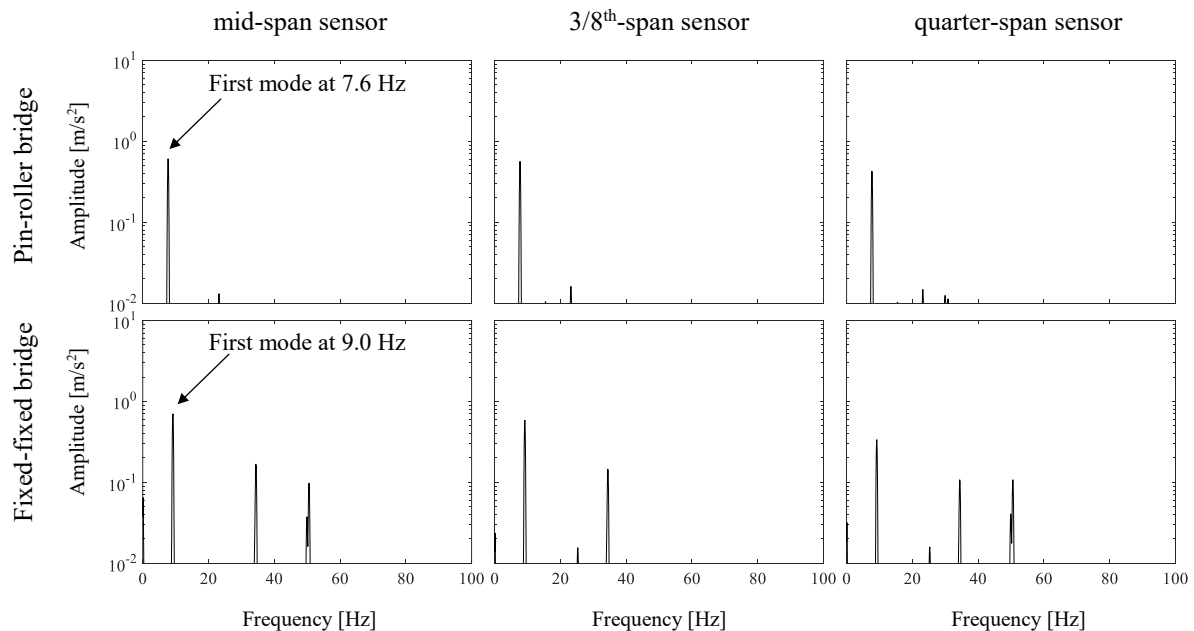 mid-span sensor
3/8th-span sensor
quarter-span sensor
Pin-roller bridge
Amplitude [m/s2]
101
100
10-1
10-2
First mode at 7.6 Hz
Fixed-fixed bridge
Amplitude [m/s2]
101
100
10-1
10-2
First mode at 9.0 Hz
0 20 40 60 80 100
0 20 40 60 80 100
0 20 40 60 80 100
Frequency [Hz]
Frequency [Hz]
Frequency [Hz]